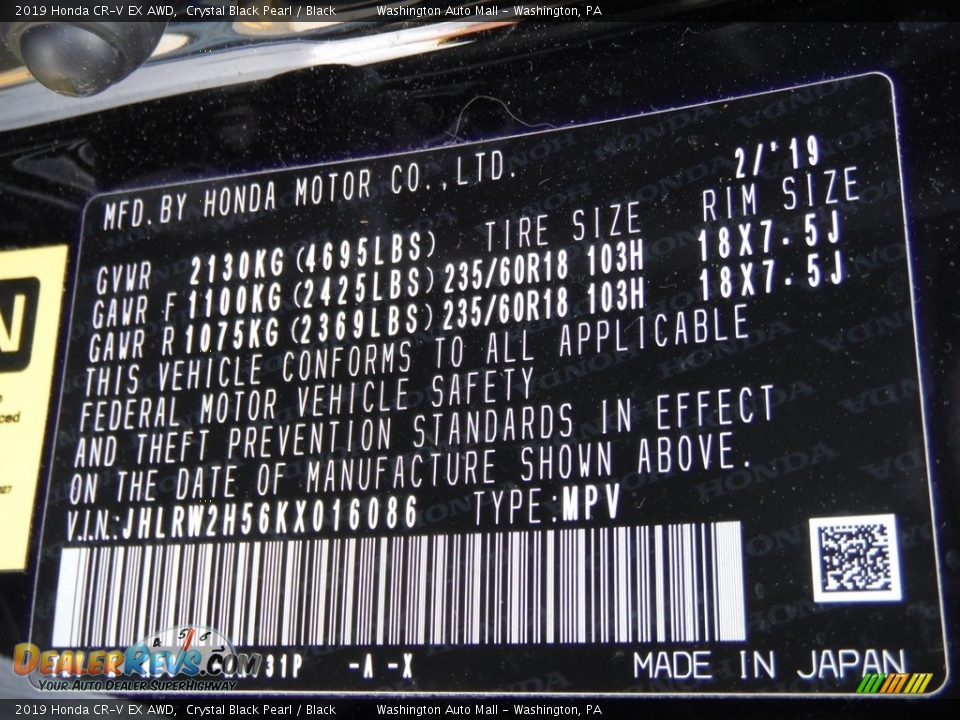 2019 Honda CR-V EX AWD,   Crystal Black Pearl / Black          Washington Auto Mall - Washington, PA
MFD.BY HONDA MOTOR CO.,LTD.    2/'19
TIRE SIZE    RIM SIZE
GVWR 2130KG(4695LBS)
GAWR F 1100KG(2425LBS) 235/60R18 103H    18X7.5J
GAWR R 1075KG(2369LBS) 235/60R18 103H    18X7.5J
THIS VEHICLE CONFORMS TO ALL APPLICABLE
FEDERAL MOTOR VEHICLE SAFETY
AND THEFT PREVENTION STANDARDS IN EFFECT
ON THE DATE OF MANUFACTURE SHOWN ABOVE.
V.I.N.:JHLRW2H56KX016086    TYPE:MPV
31P    -A -X    MADE IN JAPAN
DealerRevs.com
Your Auto Dealer SuperHighway
2019 Honda CR-V EX AWD,   Crystal Black Pearl / Black          Washington Auto Mall - Washington, PA